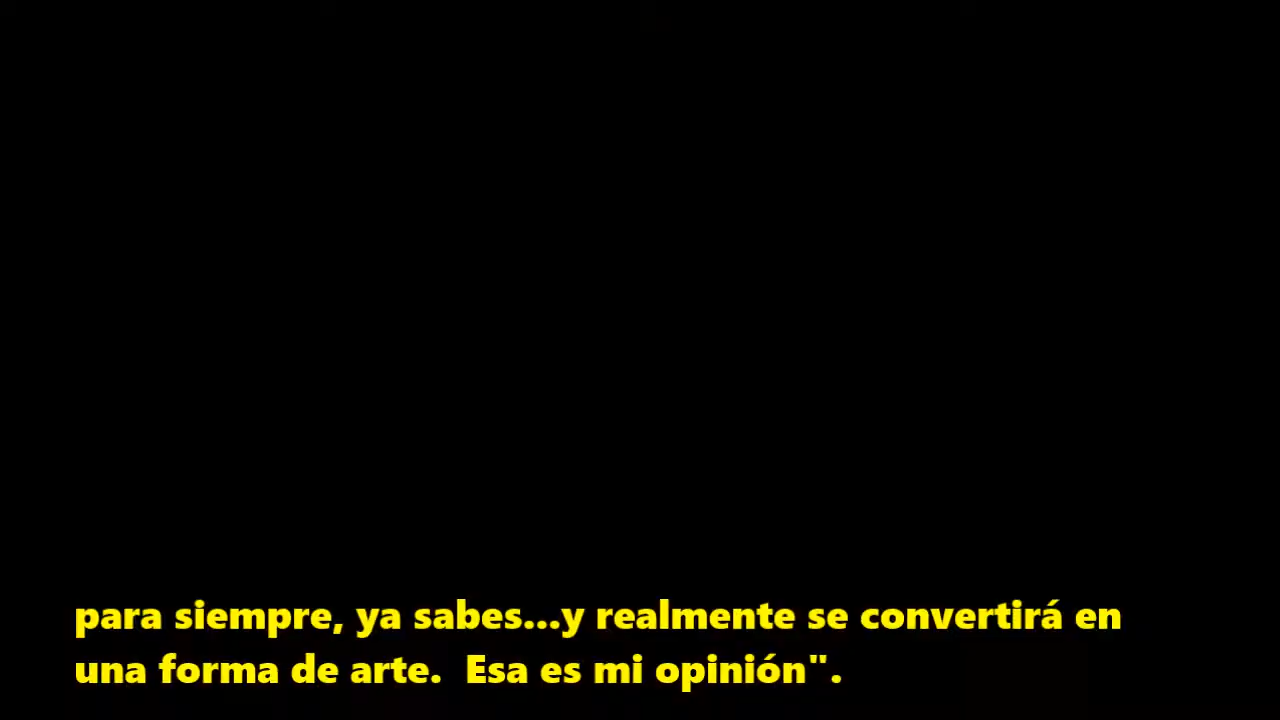 para siempre, ya sabes...y realmente se convertirá en
una forma de arte.  Esa es mi opinión".